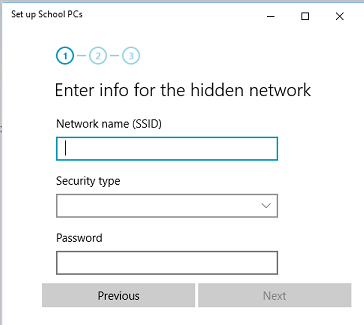 Set up School PCs
1 2 3
Enter info for the hidden network
Network name (SSID)
Security type
Password
Previous Next